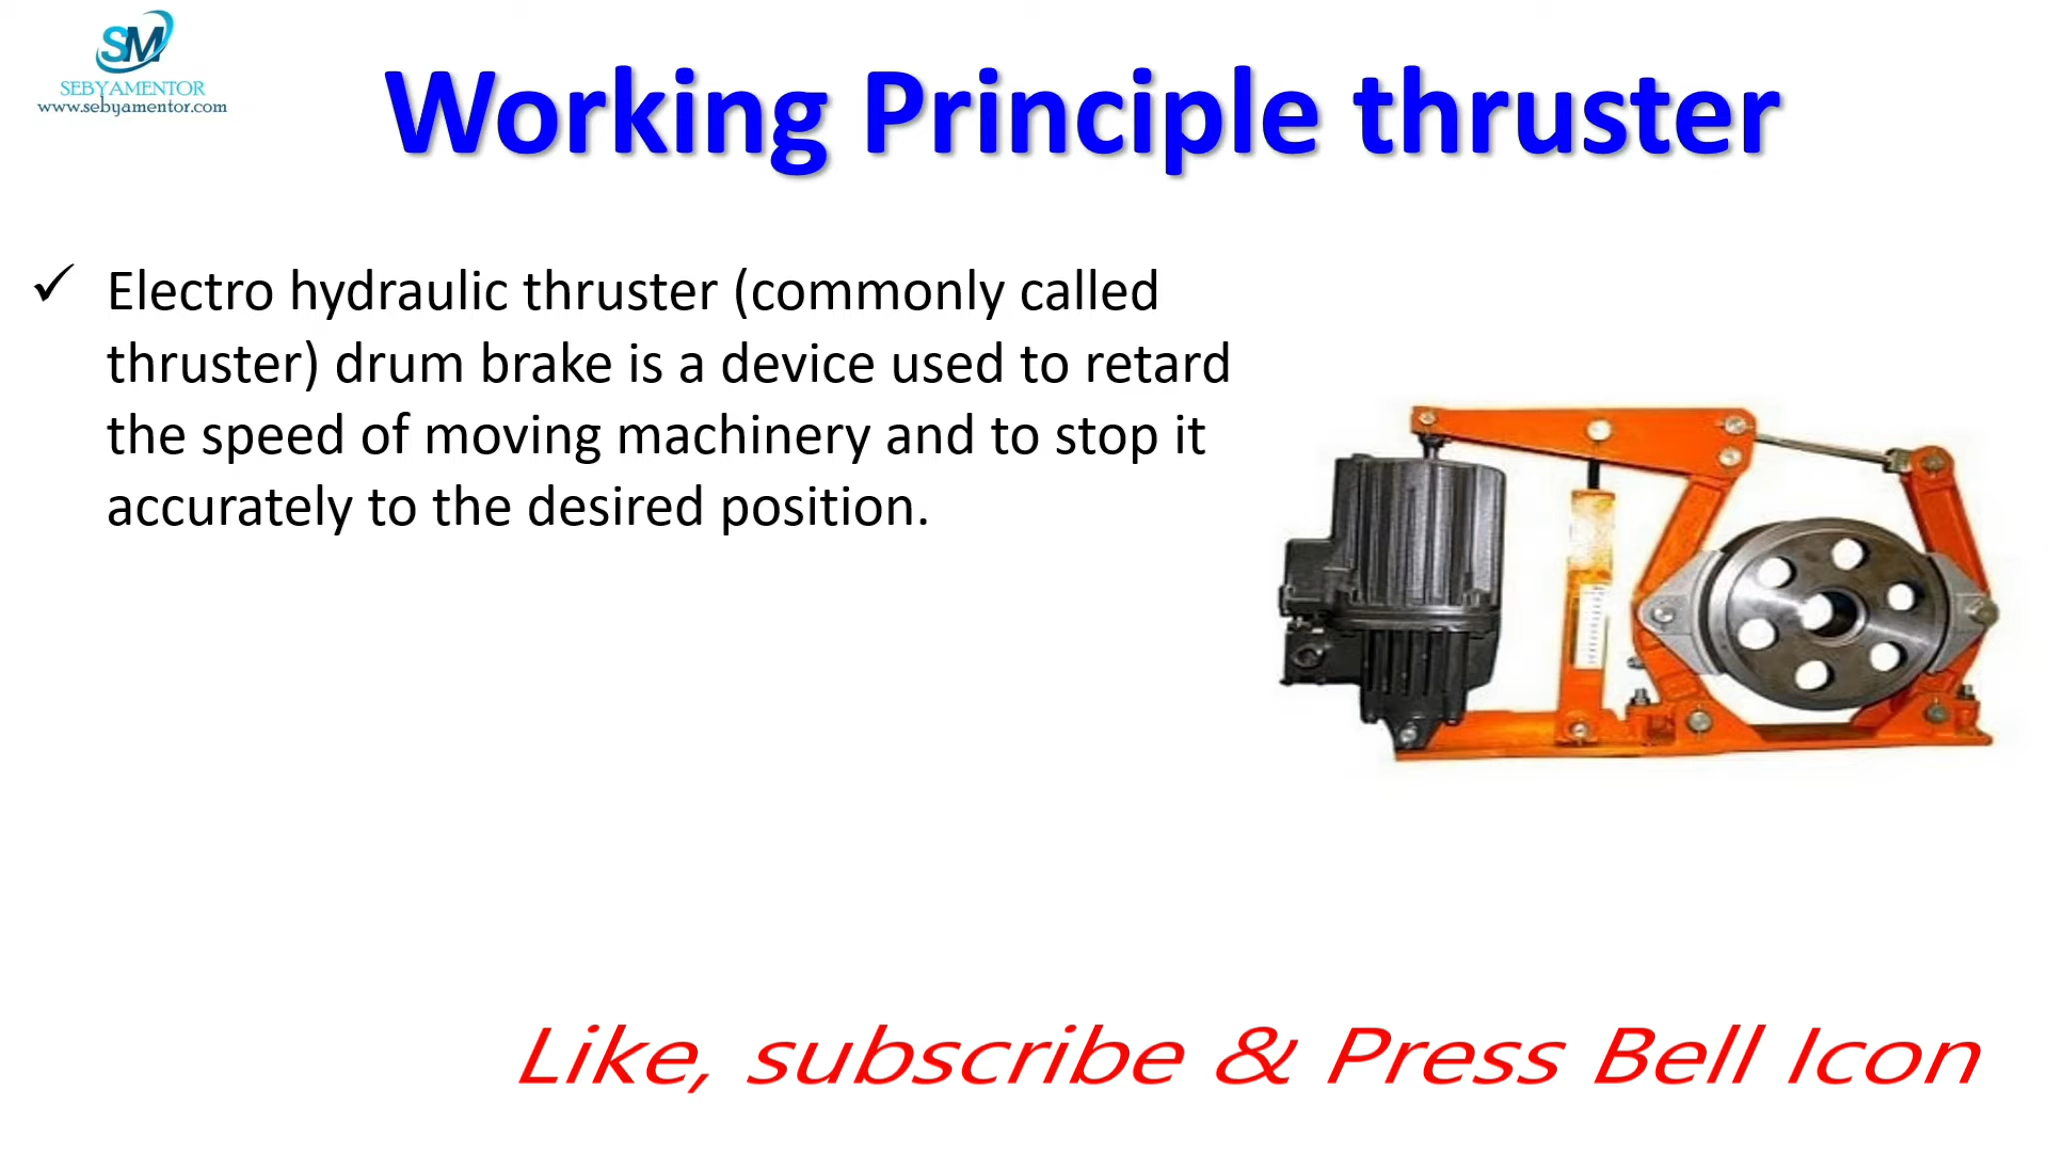 SM
SEBYAMENTOR
www.sebyamentor.com
Working Principle thruster
✓ Electro hydraulic thruster (commonly called
thruster) drum brake is a device used to retard
the speed of moving machinery and to stop it
accurately to the desired position.
Like, subscribe & Press Bell Icon